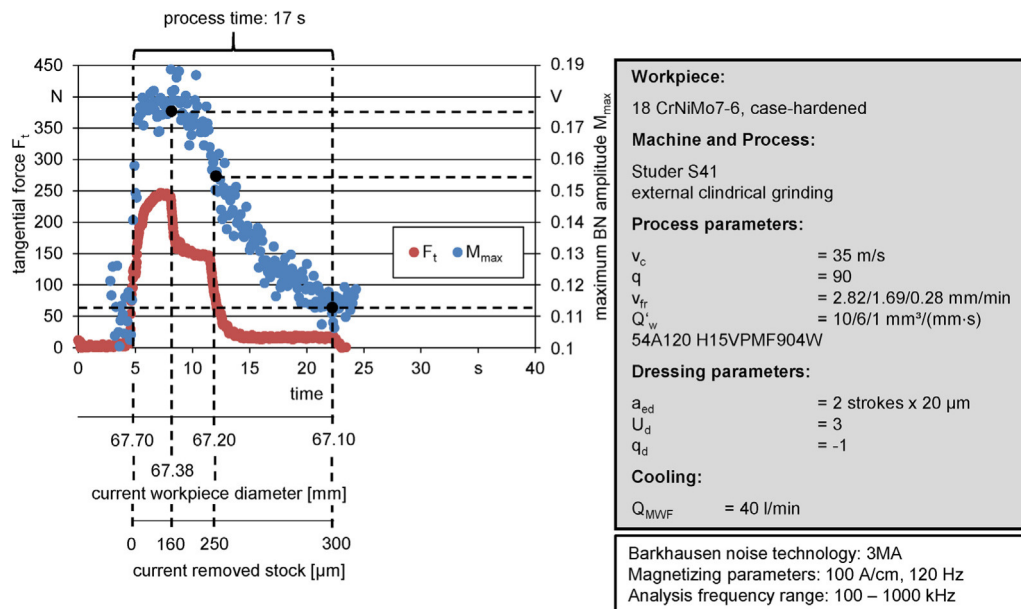 process time: 17 s
450
N
350
300
250
200
150
100
50
0
tangential force Ft
0.19
V
0.17
0.16
0.15
0.14
0.13
0.12
0.11
0.1
maximum BN amplitude Mmax
Ft Mmax
0 5 10 15 20 25 s 40
time
67.70 67.20 67.10
67.38
current workpiece diameter [mm]
0 160 250 300
current removed stock [µm]
Workpiece:
18 CrNiMo7-6, case-hardened
Machine and Process:
Studer S41
external clindrical grinding
Process parameters:
vc = 35 m/s
q = 90
vfr = 2.82/1.69/0.28 mm/min
Q'w = 10/6/1 mm³/(mm·s)
54A120 H15VPMF904W
Dressing parameters:
aed = 2 strokes x 20 µm
Ud = 3
qd = -1
Cooling:
QMWF = 40 l/min
Barkhausen noise technology: 3MA
Magnetizing parameters: 100 A/cm, 120 Hz
Analysis frequency range: 100 – 1000 kHz